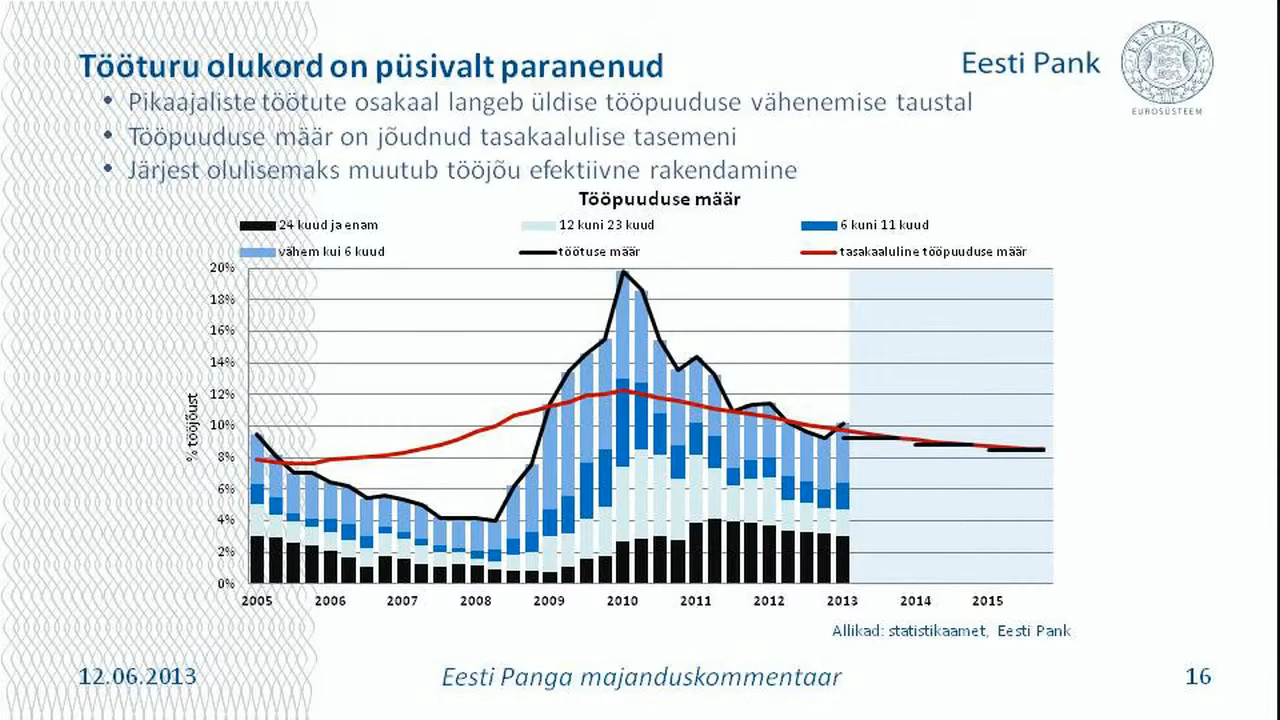 Tööturu olukord on püsivalt paranenud
Eesti Pank
EESTI·PANK
EUROSÜSTEEM
• Pikaajaliste töötute osakaal langeb üldise tööpuuduse vähenemise taustal
• Tööpuuduse määr on jõudnud tasakaalulise tasemeni
• Järjest olulisemaks muutub tööjõu efektiivne rakendamine
Tööpuuduse määr
24 kuud ja enam
12 kuni 23 kuud
6 kuni 11 kuud
vähem kui 6 kuud
töötuse määr
tasakaaluline tööpuuduse määr
% tööjõust
20%
18%
16%
14%
12%
10%
8%
6%
4%
2%
0%
2005 2006 2007 2008 2009 2010 2011 2012 2013 2014 2015
Allikad: statistikaamet, Eesti Pank
12.06.2013
Eesti Panga majanduskommentaar
16